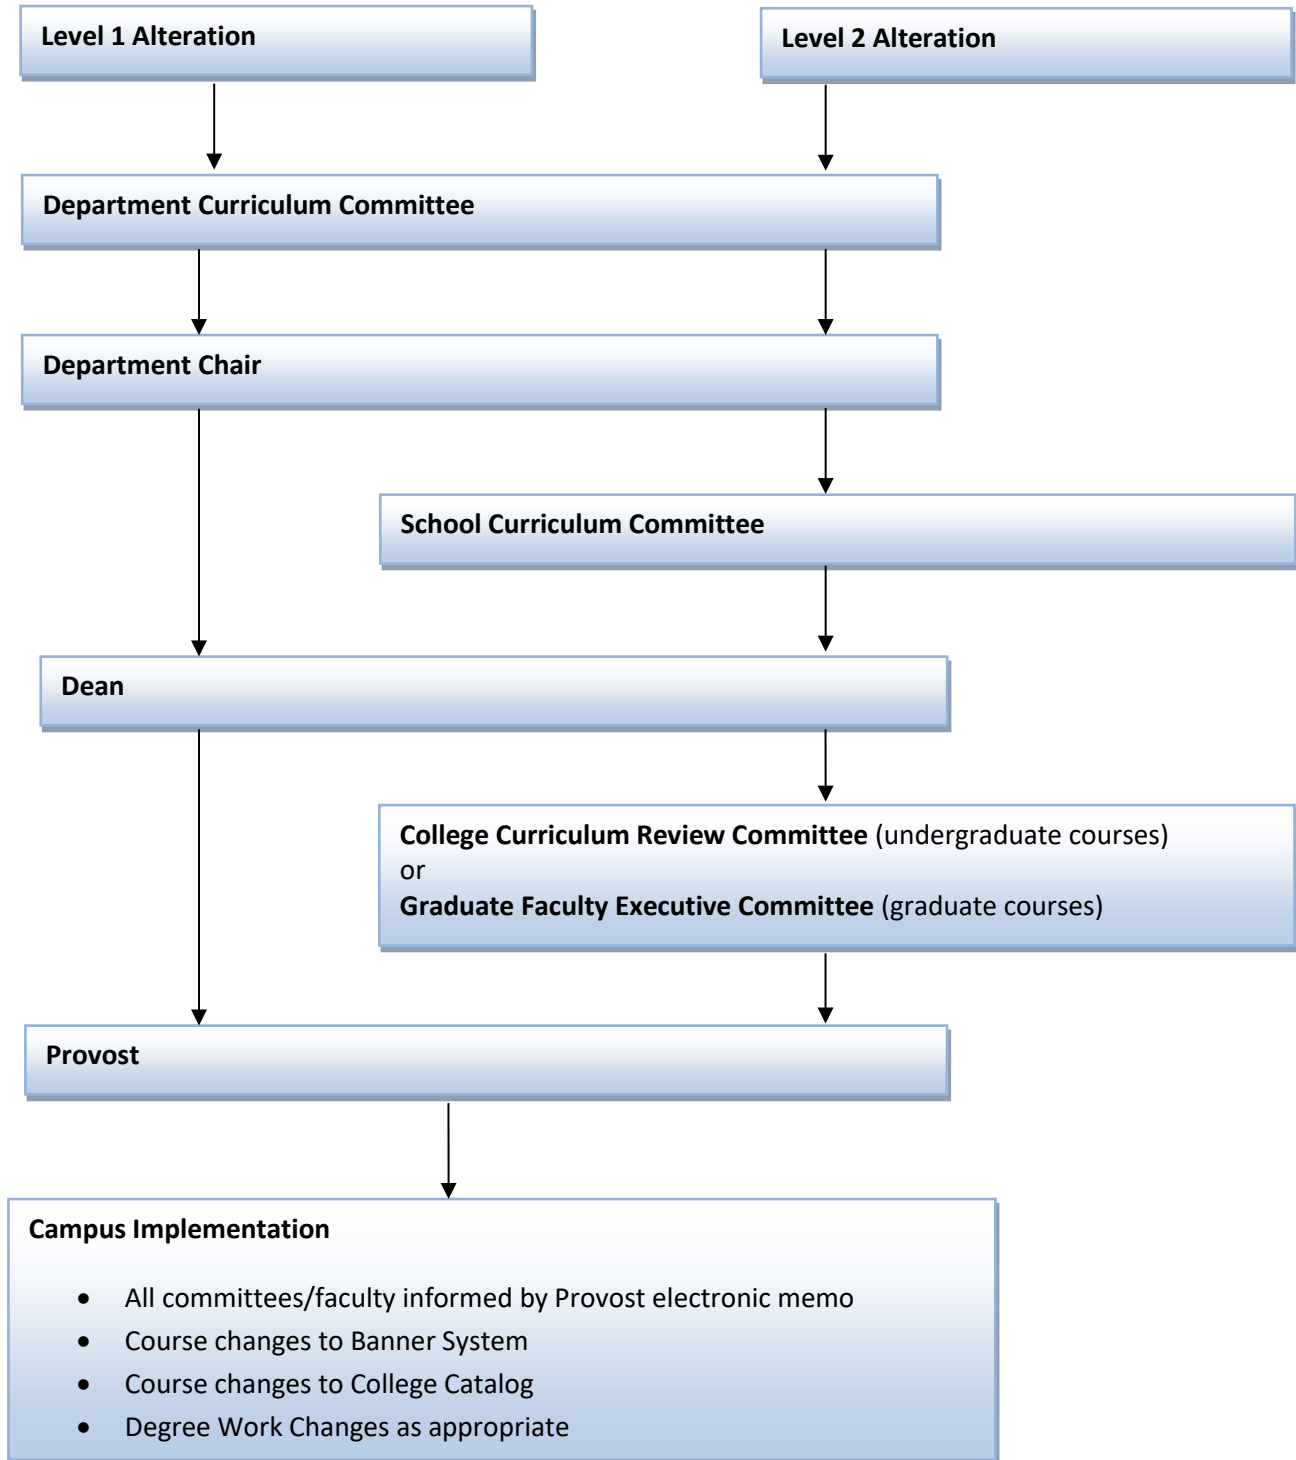 Level 1 Alteration
Level 2 Alteration
Department Curriculum Committee
Department Chair
School Curriculum Committee
Dean
College Curriculum Review Committee (undergraduate courses)
or
Graduate Faculty Executive Committee (graduate courses)
Provost
Campus Implementation
• All committees/faculty informed by Provost electronic memo
• Course changes to Banner System
• Course changes to College Catalog
• Degree Work Changes as appropriate